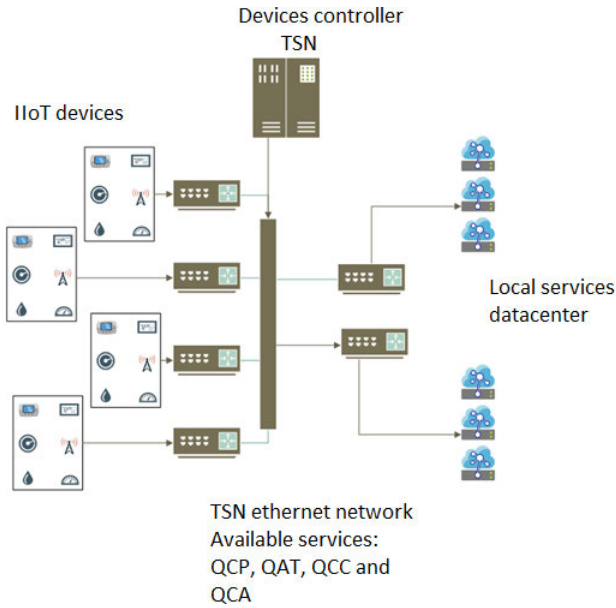 Devices controller
TSN
IIoT devices
Local services
datacenter
TSN ethernet network
Available services:
QCP, QAT, QCC and
QCA